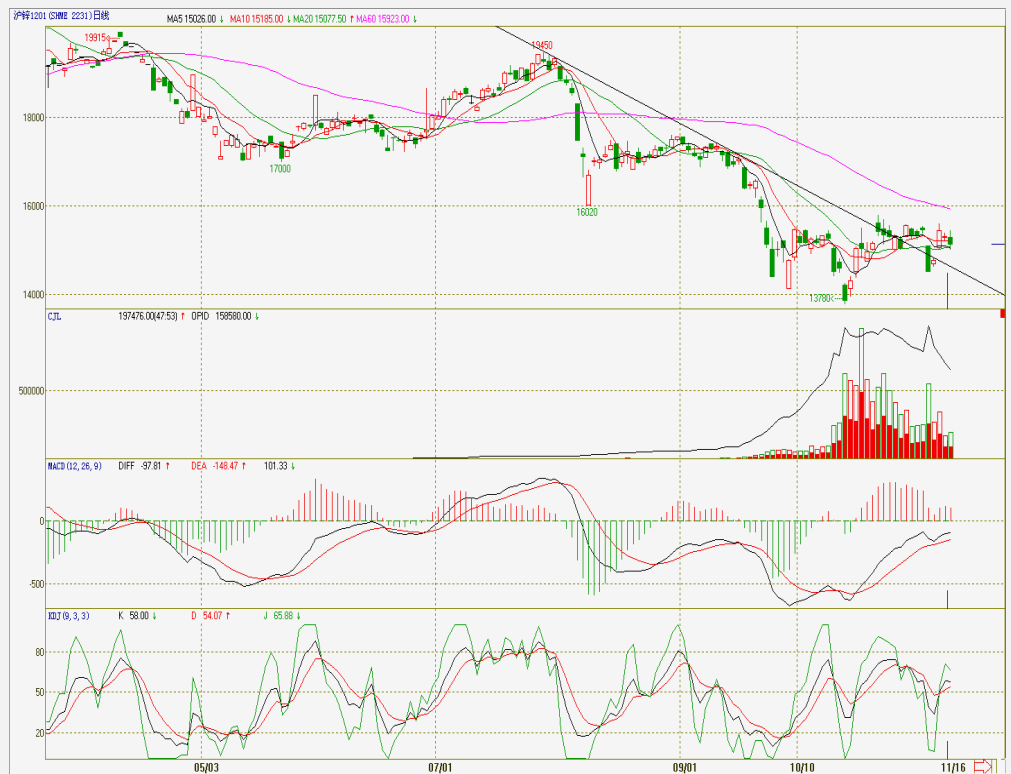 沪锌1201(SHME 2231)日线 MA5 15026.00↓ MA10 15185.00↓ MA20 15077.50↑ MA60 15923.00↓
19915
19450
18000
17000
16020
16000
14000
13780
CJL 197476.00(47:53)↑ OPID 158580.00↓
500000
MACD(12,26,9) DIFF -97.81↑ DEA -148.47↑ 101.33↓
0
-500
KDJ(9,3,3) K 58.00↓ D 54.07↑ J 65.88↓
80
50
20
05/03 07/01 09/01 10/10 11/16